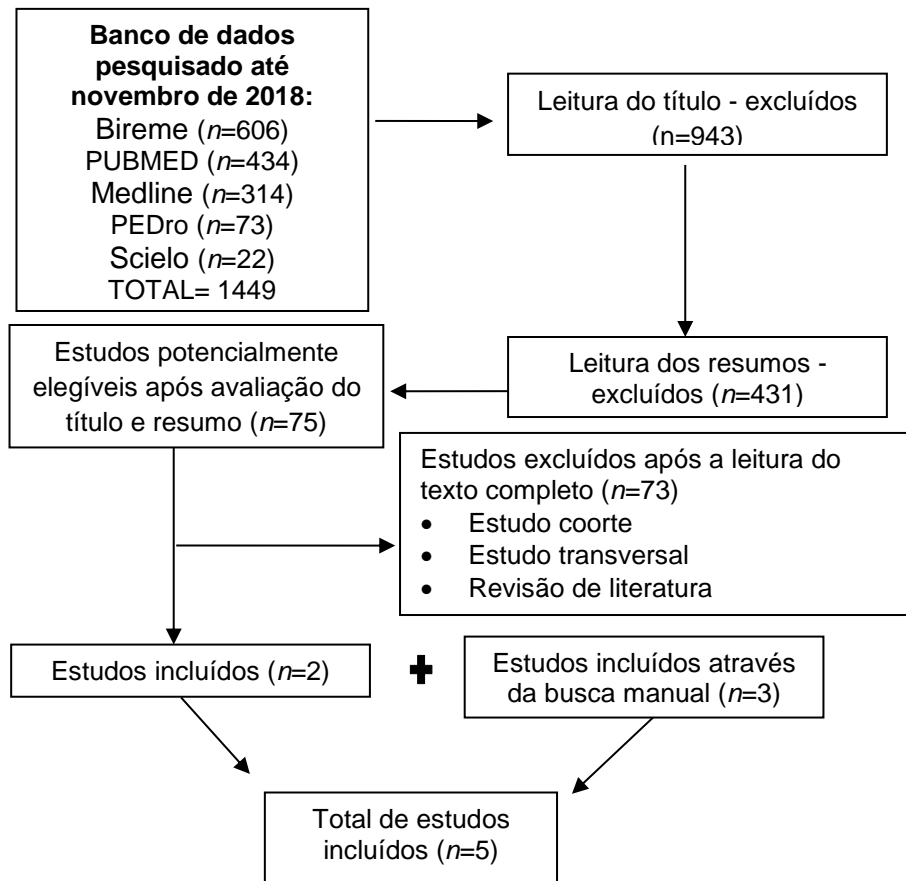 Banco de dados
pesquisado até
novembro de 2018:
Bireme (n=606)
PUBMED (n=434)
Medline (n=314)
PEDro (n=73)
Scielo (n=22)
TOTAL= 1449
Leitura do título - excluídos
(n=943)
Leitura dos resumos -
excluídos (n=431)
Estudos potencialmente
elegíveis após avaliação do
título e resumo (n=75)
Estudos excluídos após a leitura do
texto completo (n=73)
• Estudo coorte
• Estudo transversal
• Revisão de literatura
Estudos incluídos (n=2)
Estudos incluídos através
da busca manual (n=3)
Total de estudos
incluídos (n=5)